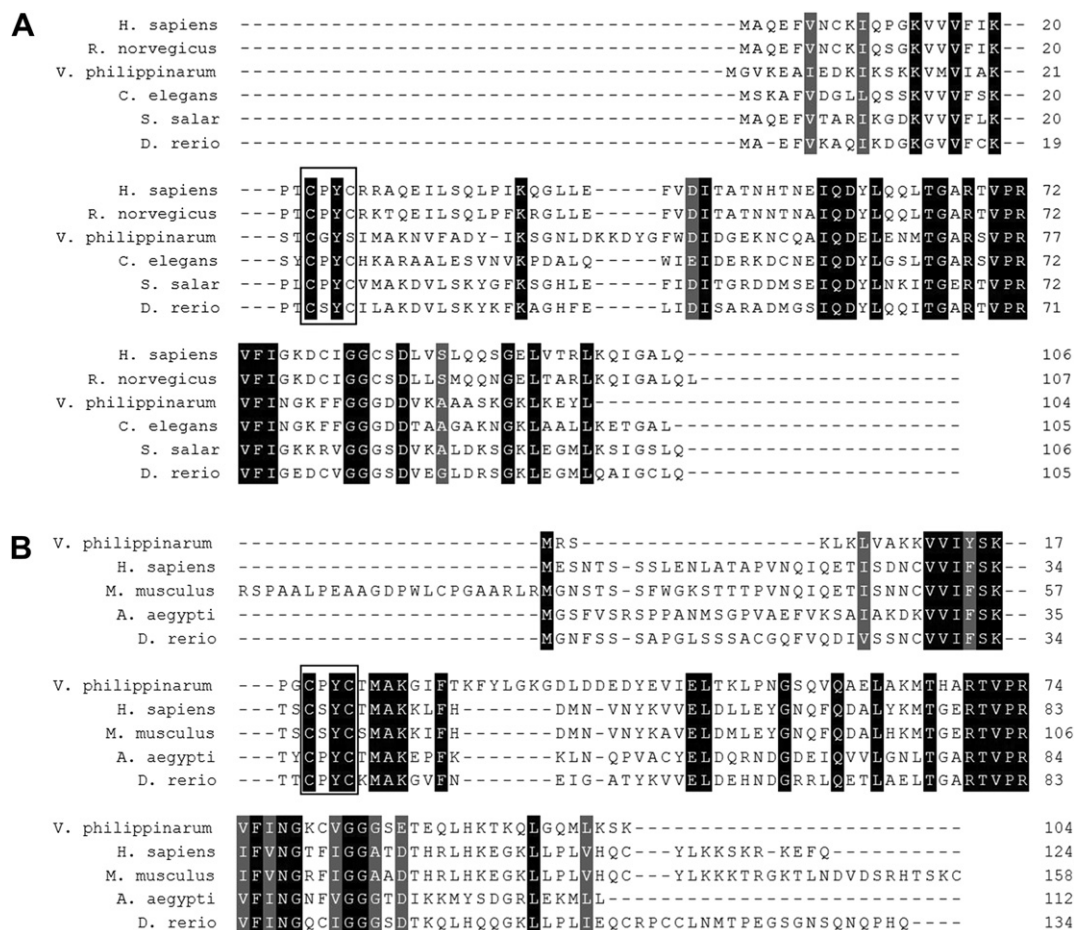 A
H. sapiens --------------------------------------MAQEFVNCKIQPGKVVVFIK-- 20
R. norvegicus --------------------------------------MAQEFVNCKIQSGKVVVFIK-- 20
V. philippinarum -------------------------------------MGVKEAIEDKIKSKKVMVIAK-- 21
C. elegans --------------------------------------MSKAFVDGLLQSSKVVVFSK-- 20
S. salar --------------------------------------MAQEFVTARIKGDKVVVFLK-- 20
D. rerio --------------------------------------MA-EFVKAQIKDGKGVVFCK-- 19
H. sapiens ---PTCPYCRRAQEILSQLPIKQGLLE-----FVDITATNHTNEIQDYLQQLTGARTVPR 72
R. norvegicus ---PTCPYCRKTQEILSQLPFKRGLLE-----FVDITATNNTNAIQDYLQQLTGARTVPR 72
V. philippinarum ---STCGYSIMAKNVFADY-IKSGNLDKKDYGFWDIDGEKNCQAIQDELENMTGARSVPR 77
C. elegans ---SYCPYCHKARAALESVNVKPDALQ-----WIEIDERKDCNEIQDYLGSLTGARSVPR 72
S. salar ---PLCPYCVMAKDVLSKYGFKSGHLE-----FIDITGRDDMSEIQDYLNKITGERTVPR 72
D. rerio ---PTCSYCILAKDVLSKYKFKAGHFE-----LIDISARADMGSIQDYLQQITGARTVPR 71
H. sapiens VFIGKDCIGGCSDLVSLQQSGELVTRLKQIGALQ--------------------- 106
R. norvegicus VFIGKDCIGGCSDLLSMQQNGELTARLKQIGALQL-------------------- 107
V. philippinarum VFINGKFFGGGDDVKAAASKGKLKEYL---------------------------- 104
C. elegans VFINGKFFGGGDDTAAGAKNGKLAALLKETGAL---------------------- 105
S. salar VFIGKKRVGGGSDVKALDKSGKLEGMLKSIGSLQ--------------------- 106
D. rerio VFIGEDCVGGGSDVEGLDRSGKLEGMLQAIGCLQ--------------------- 105
B
V. philippinarum -----------------------MRS------------------KLKLVAKKVVIYSK-- 17
H. sapiens -----------------------MESNTS-SSLENLATAPVNQIQETISDNCVVIFSK-- 34
M. musculus RSPAALPEAAGDPWLCPGAARLRMGNSTS-SFWGKSTTTPVNQIQETISNNCVVIFSK-- 57
A. aegypti -----------------------MGSFVSRSPPANMSGPVAEFVKSAIAKDKVVIFSK-- 35
D. rerio -----------------------MGNFSS-SAPGLSSSACGQFVQDIVSSNCVVIFSK-- 34
V. philippinarum ---PGCPYCTMAKGIFTKFYLGKGDLDDEDYEVIELTKLPNGSQVQAELAKMTHARTVPR 74
H. sapiens ---TSCSYCTMAKKLFH-------DMN-VNYKVVELDLLEYGNQFQDALYKMTGERTVPR 83
M. musculus ---TSCSYCSMAKKIFH-------DMN-VNYKAVELDMLEYGNQFQDALHKMTGERTVPR 106
A. aegypti ---TYCPYCTMAKEPFK-------KLN-QPVACYELDQRNDGDEIQVVLGNLTGARTVPR 84
D. rerio ---TTCPYCKMAKGVFN-------EIG-ATYKVVELDEHNDGRRLQETLAELTGARTVPR 83
V. philippinarum VFINGKCVGGGSETEQLHKTKQLGQMLKSK------------------------- 104
H. sapiens IFVNGTFIGGATDTHRLHKEGKLLPLVHQC---YLKKSKR-KEFQ---------- 124
M. musculus IFVNGRFIGGAADTHRLHKEGKLLPLVHQC---YLKKKTRGKTLNDVDSRHTSKC 158
A. aegypti VFINGNFVGGGTDIKKMYSDGRLEKMLL--------------------------- 112
D. rerio VFINGQCIGGGSDTKQLHQQGKLLPLIEQCRPCCLNMTPEGSGNSQNQPHQ---- 134